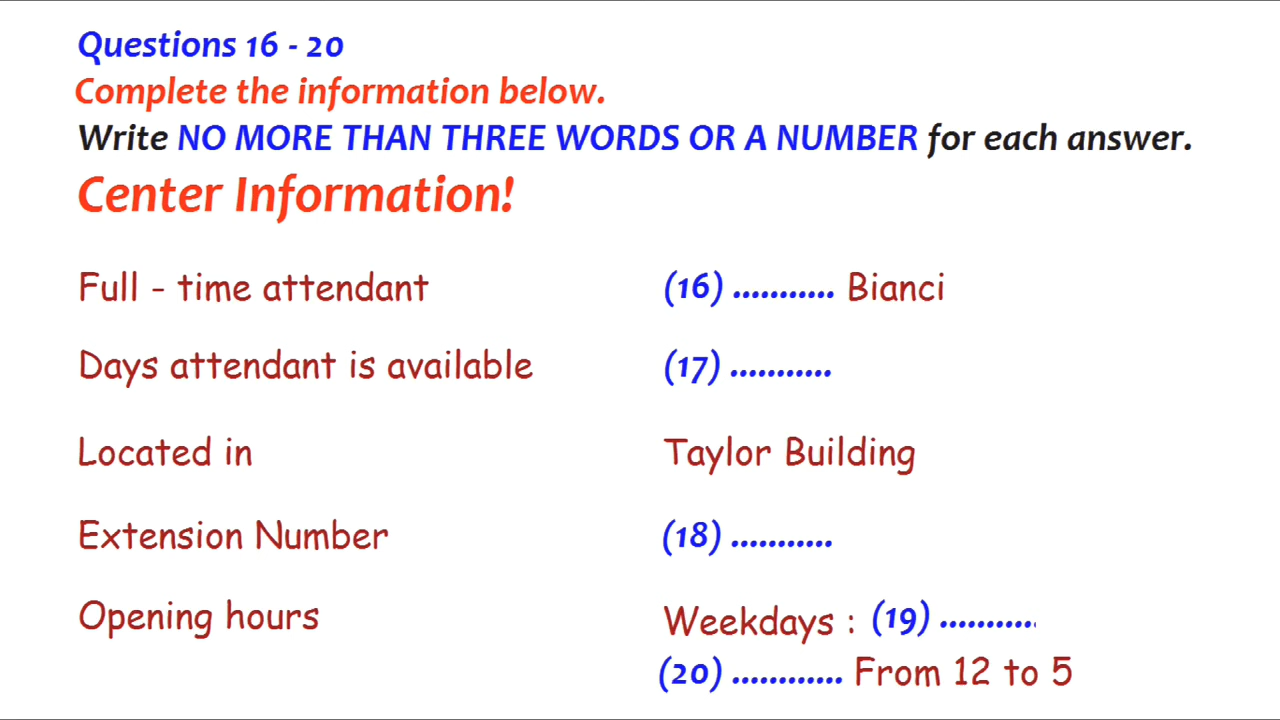 Questions 16 - 20
Complete the information below.
Write NO MORE THAN THREE WORDS OR A NUMBER for each answer.
Center Information!
Full - time attendant (16) ........... Bianci
Days attendant is available (17) ...........
Located in Taylor Building
Extension Number (18) ...........
Opening hours Weekdays : (19) ...........
(20) ............ From 12 to 5